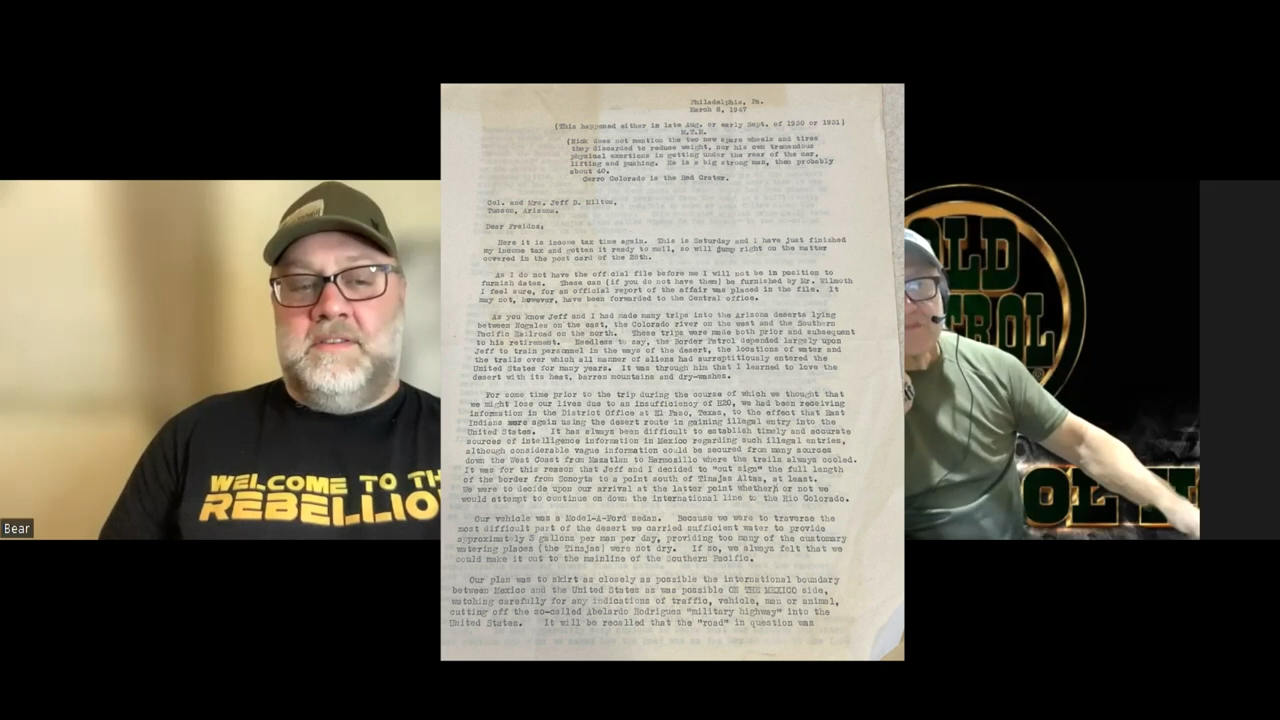 Philadelphia, Pa.
March 8, 1947
(This happened either in late Aug. or early Sept. of 1930 or 1931)
M.T.M.
(Nick does not mention the two new spare wheels and tires
they discarded to reduce weight, nor his own tremendous
physical exertions in getting under the rear of the car,
lifting and pushing. He is a big strong man, then probably
about 40.
Cerro Colorado is the Red Crater.
Col. and Mrs. Jeff D. Milton,
Tucson, Arizona.
Dear Freidns;
Here it is income tax time again. This is Saturday and I have just finished
my income tax and gotten it ready to mail, so will jump right on the matter
covered in the post card of the 28th.
As I do not have the official file before me I will not be in position to
furnish dates. These can (if you do not have them) be furnished by Mr. Wilmoth
I feel sure, for an official report of the affair was placed in the file. It
may not, however, have been forwarded to the Central office.
As you know Jeff and I had made many trips into the Arizona deserts lying
between Nogales on the east, the Colorado river on the west and the Southern
Pacific Railroad on the north. These trips were made both prior and subsequent
to his retirement. Needless to say, the Border Patrol depended largely upon
Jeff to train personnel in the ways of the desert, the locations of water and
the trails over which all manner of aliens had surreptitiously entered the
United States for many years. It was through him that I learned to love the
desert with its heat, barren mountains and dry-washes.
For some time prior to the trip during the course of which we thought that
we might lose our lives due to an insufficiency of H2O, we had been receiving
information in the District Office at El Paso, Texas, to the effect that East
Indians were again using the desert route in gaining illegal entry into the
United States. It has always been difficult to establish timely and accurate
sources of intelligence information in Mexico regarding such illegal entries,
although considerable vague information could be secured from many sources
down the West Coast from Mazatlan to Hermosillo where the trails always cooled.
It was for this reason that Jeff and I decided to "cut sign" the full length
of the border from Sonoyta to a point south of Tinajas Altas, at least.
We were to decide upon our arrival at the latter point whether or not we
would attempt to continue on down the international line to the Rio Colorado.
Our vehicle was a Model-A-Ford sedan. Because we were to traverse the
most difficult part of the desert we carried sufficient water to provide
approximately 3 gallons per man per day, providing too many of the customary
watering places (the Tinajas) were not dry. If so, we always felt that we
could make it out to the mainline of the Southern Pacific.
Our plan was to skirt as closely as possible the international boundary
between Mexico and the United States as was possible ON THE MEXICO side,
watching carefully for any indications of traffic, vehicle, man or animal,
cutting off the so-called Abelardo Rodrigues "military highway" into the
United States. It will be recalled that the "road" in question was
WELCOME TO TH
REBELLIO
Bear
OLD
TROL
OL